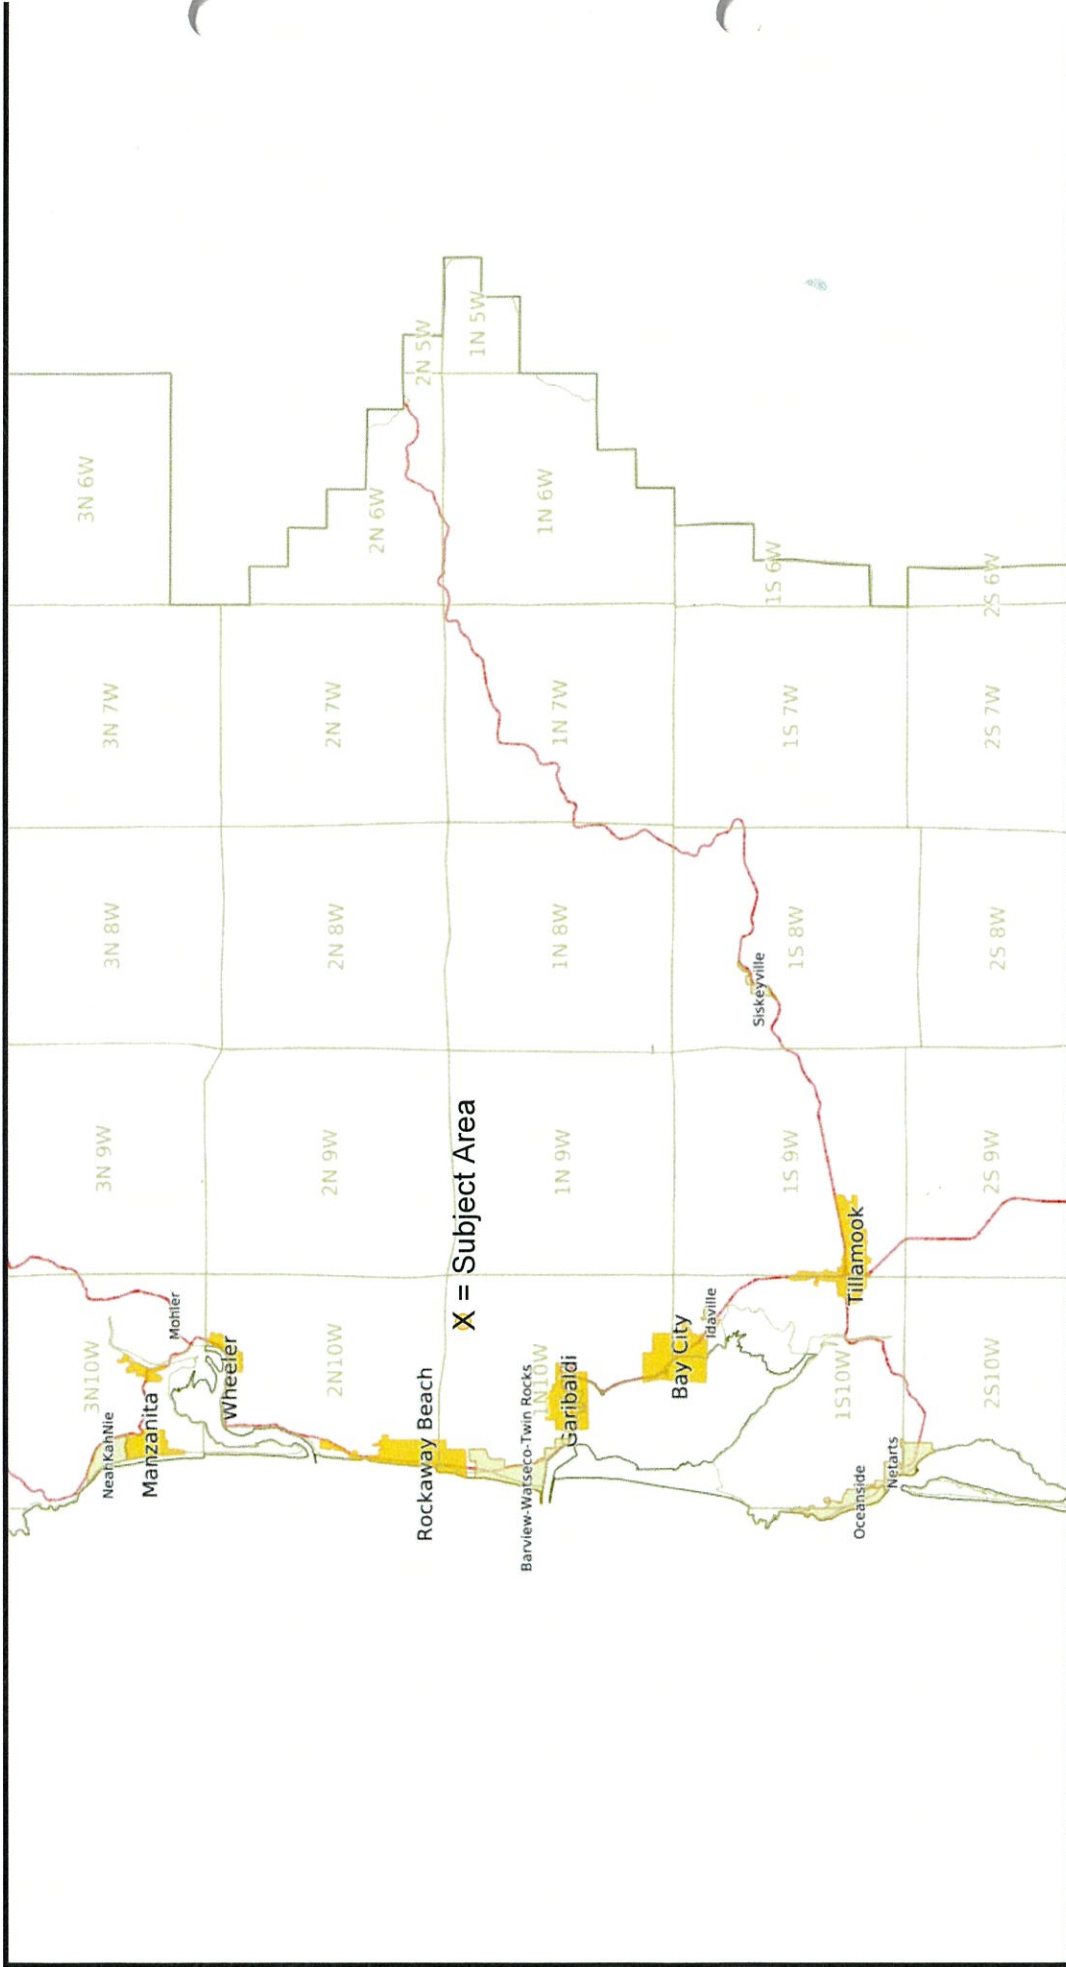 3N 6W
2N 5W
1N 5W
2N 6W
1N 6W
1S 6W
2S 6W
3N 7W
2N 7W
1N 7W
1S 7W
2S 7W
3N 8W
2N 8W
1N 8W
1S 8W
2S 8W
Siskeyville
3N 9W
2N 9W
1N 9W
1S 9W
2S 9W
X = Subject Area
Tillamook
Mohler
Idaville
3N10W
Wheeler
2N10W
1N10W
Bay City
1S10W
2S10W
NeahKahNie
Manzanita
Rockaway Beach
Garibaldi
Barview-Watseco-Twin Rocks
Netarts
Oceanside